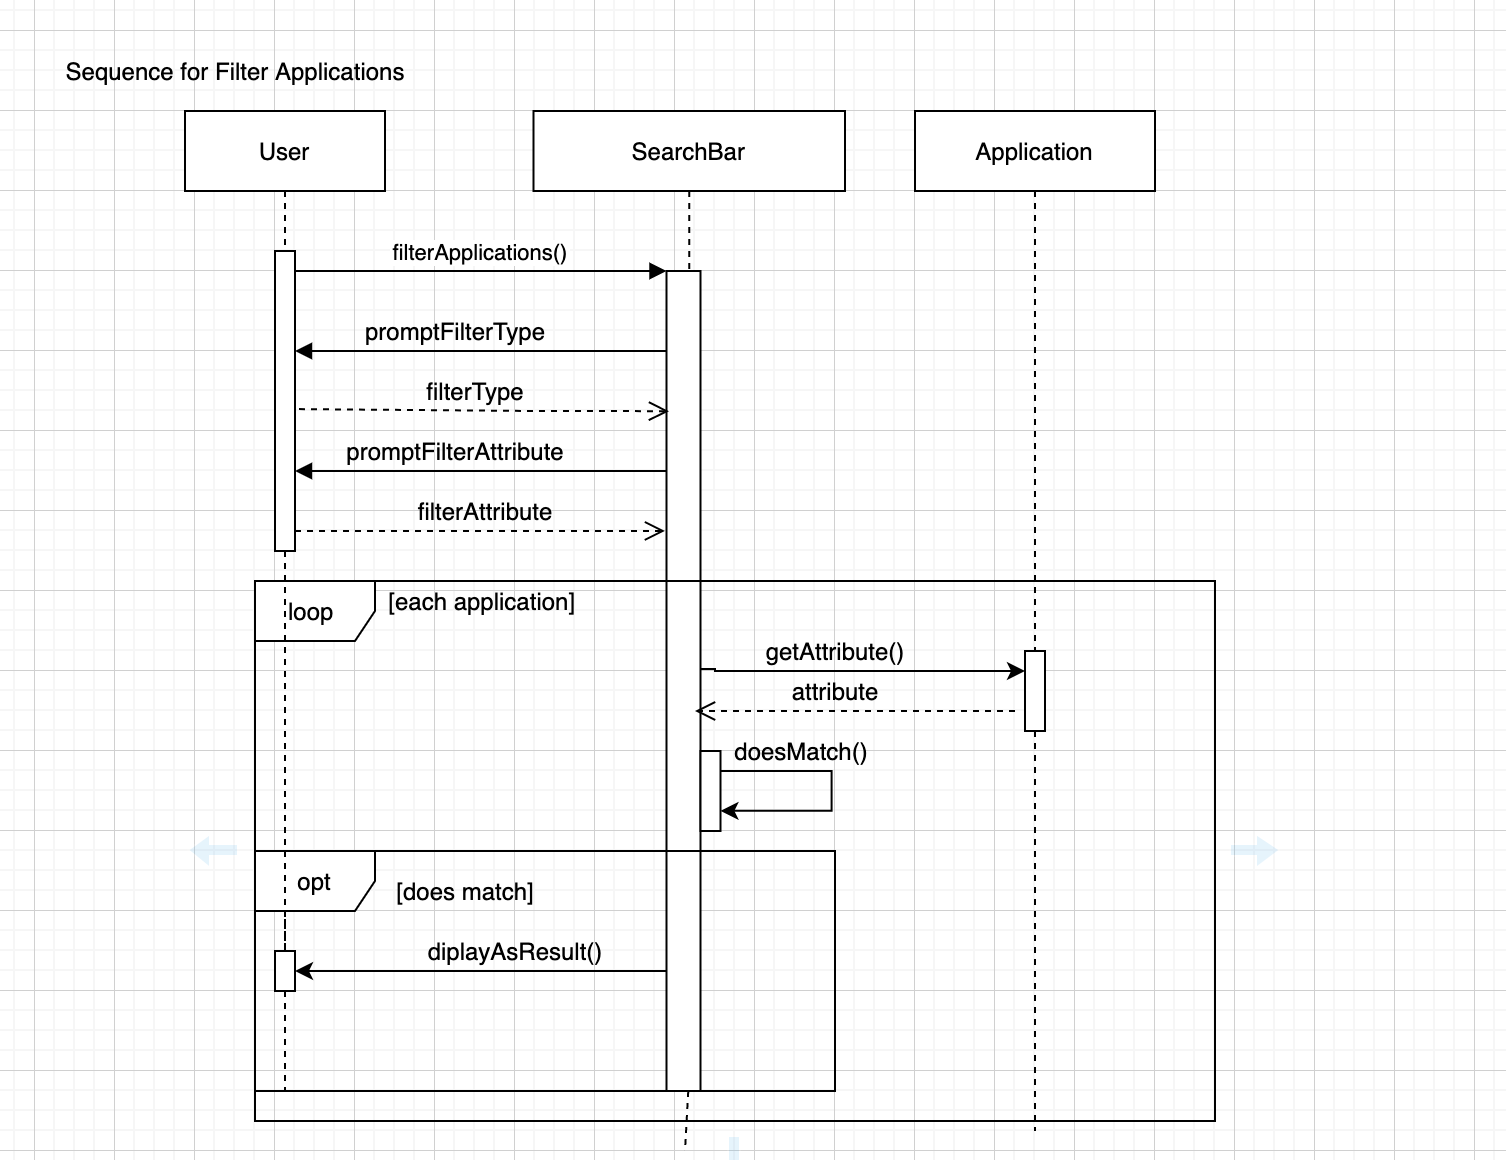 Sequence for Filter Applications
User
SearchBar
Application
filterApplications()
promptFilterType
filterType
promptFilterAttribute
filterAttribute
loop
[each application]
getAttribute()
attribute
doesMatch()
opt
[does match]
diplayAsResult()